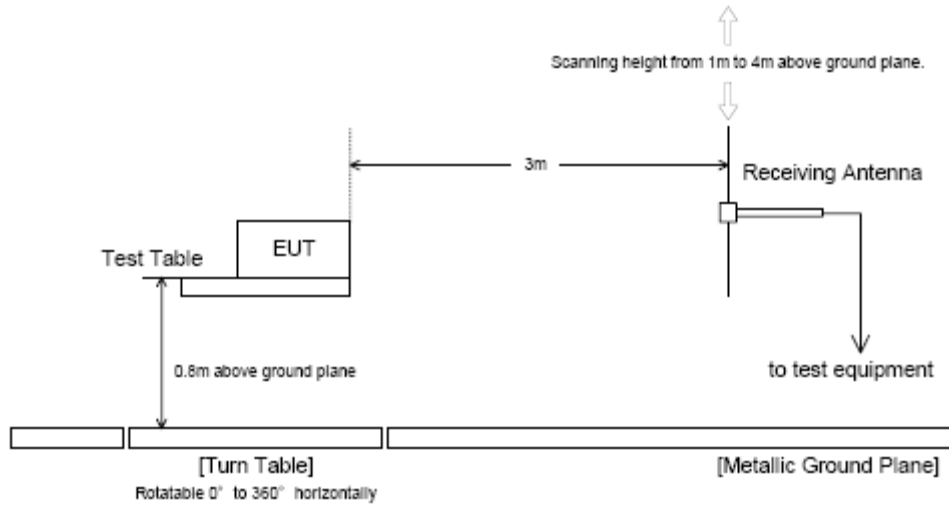 Scanning height from 1m to 4m above ground plane.
3m
Receiving Antenna
EUT
Test Table
0.8m above ground plane
to test equipment
[Turn Table]
[Metallic Ground Plane]
Rotatable 0° to 360° horizontally